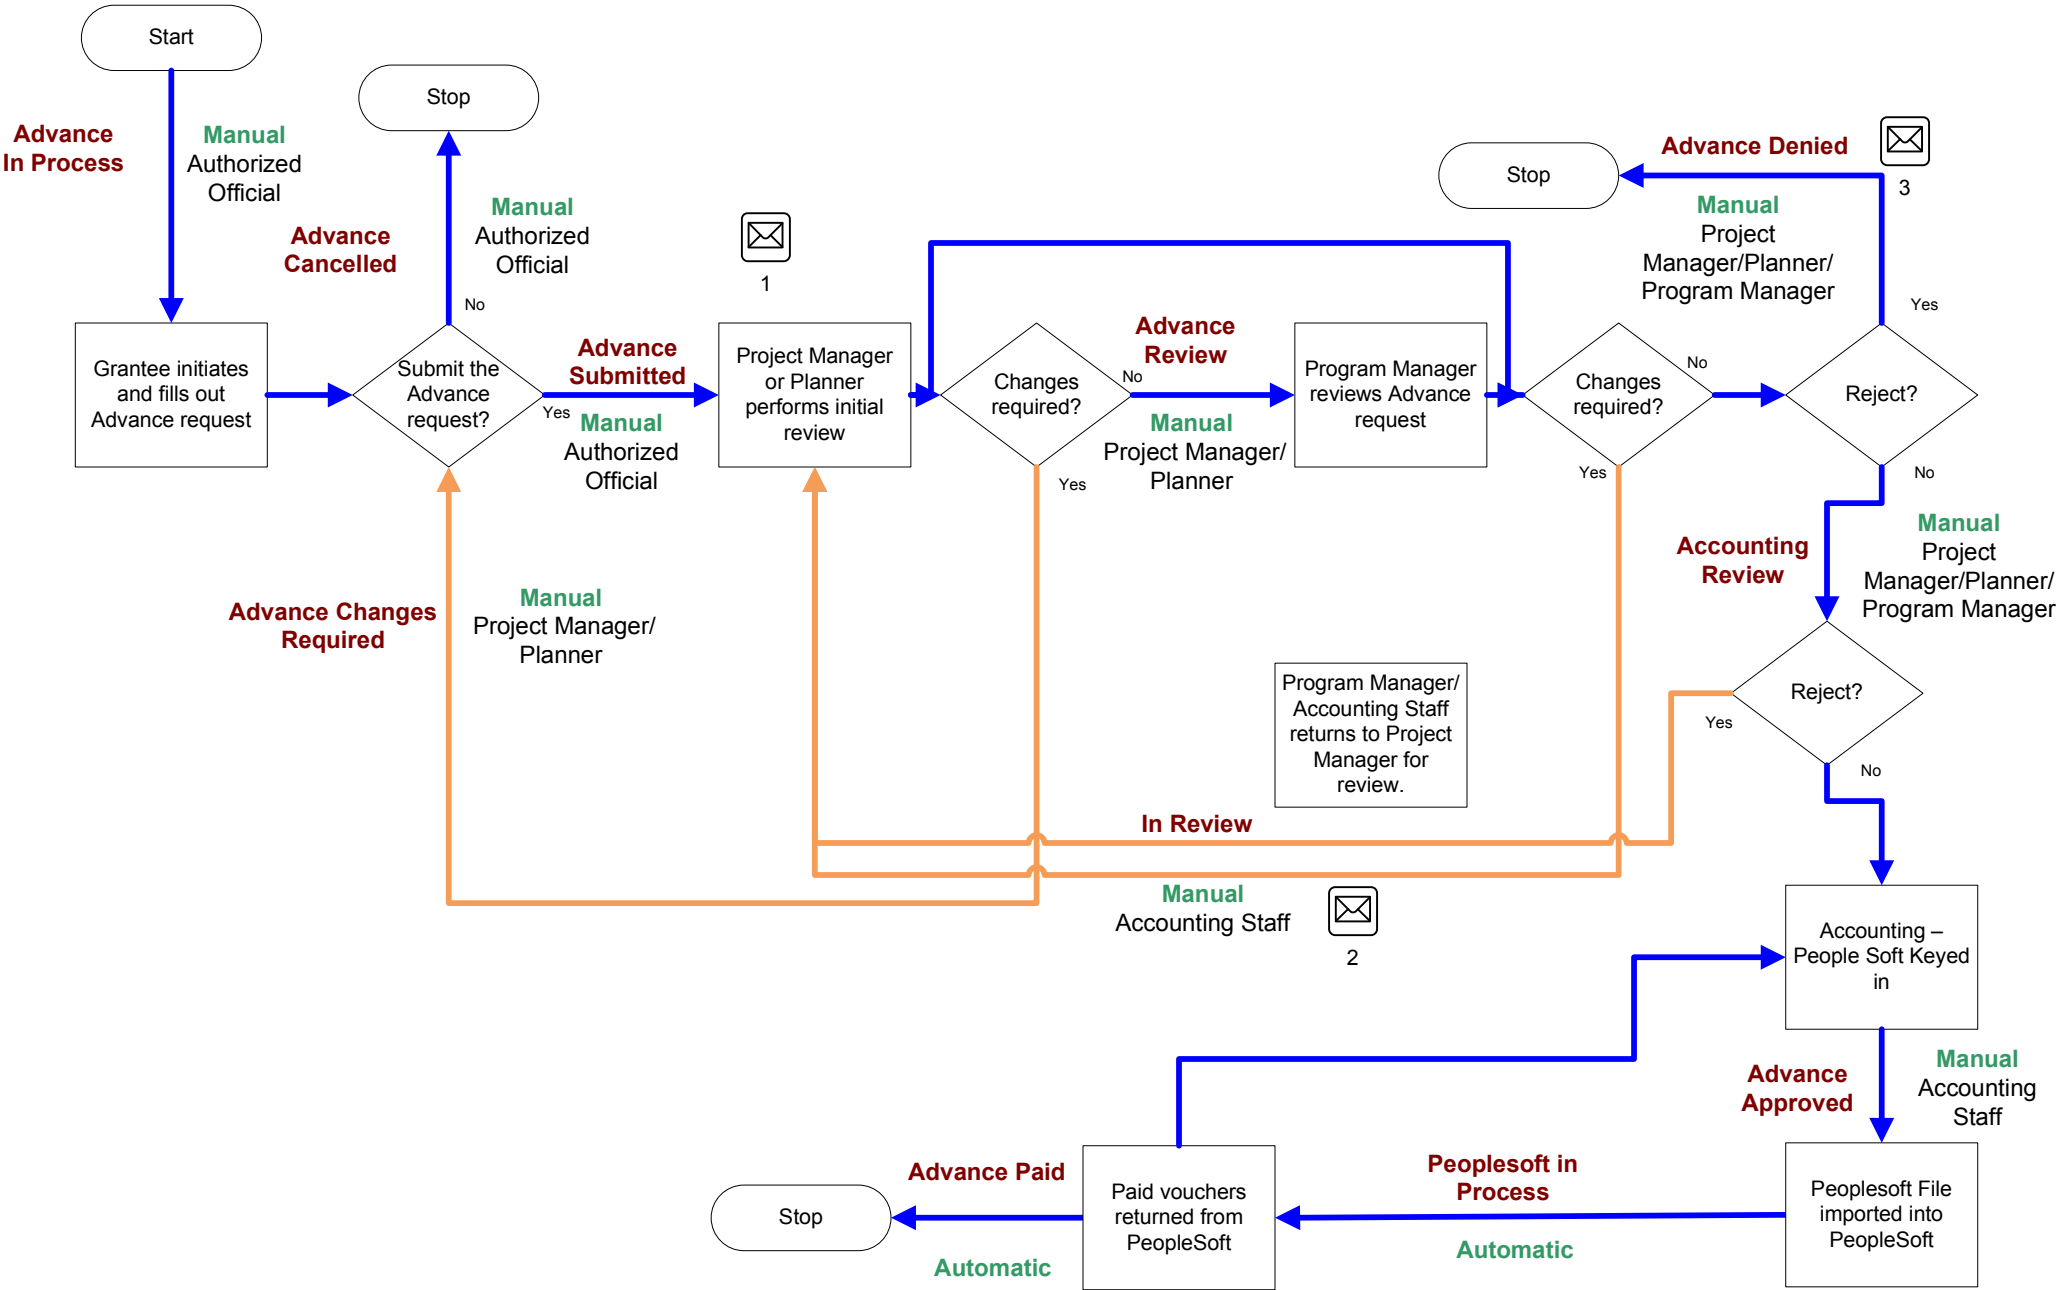 Start
Advance
In Process
Manual
Authorized
Official
Grantee initiates
and fills out
Advance request
Stop
Advance
Cancelled
Manual
Authorized
Official
No
Submit the
Advance
request?
Yes
Advance
Submitted
Manual
Authorized
Official
1
Project Manager
or Planner
performs initial
review
Changes
required?
No
Yes
Advance
Review
Manual
Project Manager/
Planner
Program Manager
reviews Advance
request
Changes
required?
No
Yes
Stop
Advance Denied
3
Manual
Project
Manager/Planner/
Program Manager
Yes
Reject?
No
Accounting
Review
Manual
Project
Manager/Planner/
Program Manager
Advance Changes
Required
Manual
Project Manager/
Planner
Program Manager/
Accounting Staff
returns to Project
Manager for
review.
Reject?
Yes
No
In Review
Manual
Accounting Staff
2
Accounting –
People Soft Keyed
in
Advance
Approved
Manual
Accounting
Staff
Peoplesoft File
imported into
PeopleSoft
Peoplesoft in
Process
Automatic
Paid vouchers
returned from
PeopleSoft
Advance Paid
Automatic
Stop